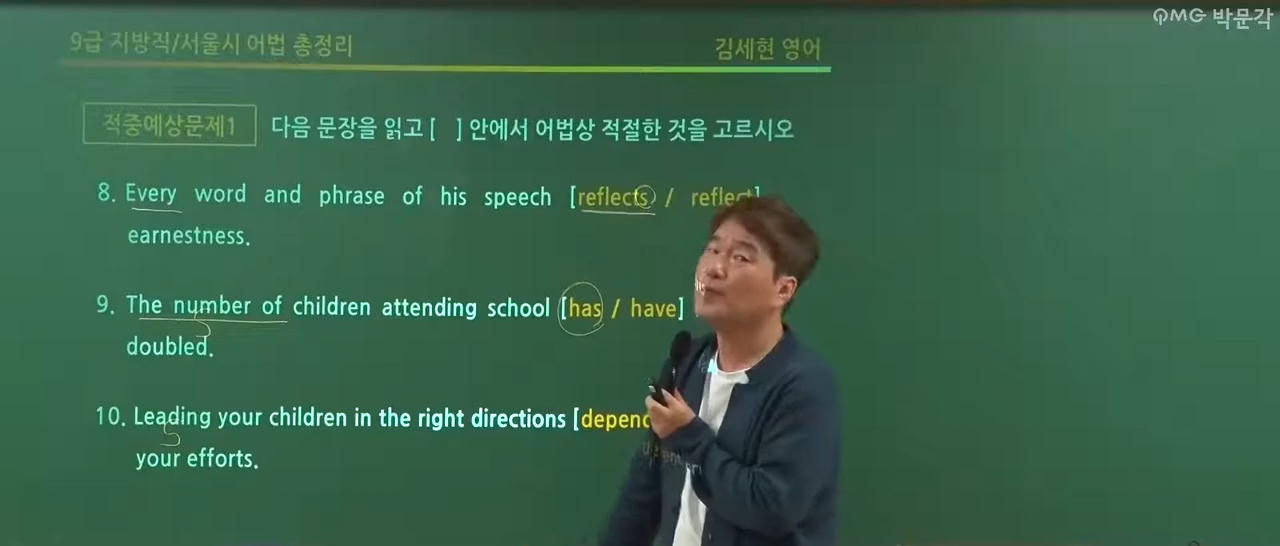 PMG 박문각
9급 지방직/서울시 어법 총정리
김세현 영어
적중예상문제1
다음 문장을 읽고 [ ] 안에서 어법상 적절한 것을 고르시오
8. Every word and phrase of his speech [reflects / reflect]
earnestness.
9. The number of children attending school [has / have]
doubled.
10. Leading your children in the right directions [
your efforts.